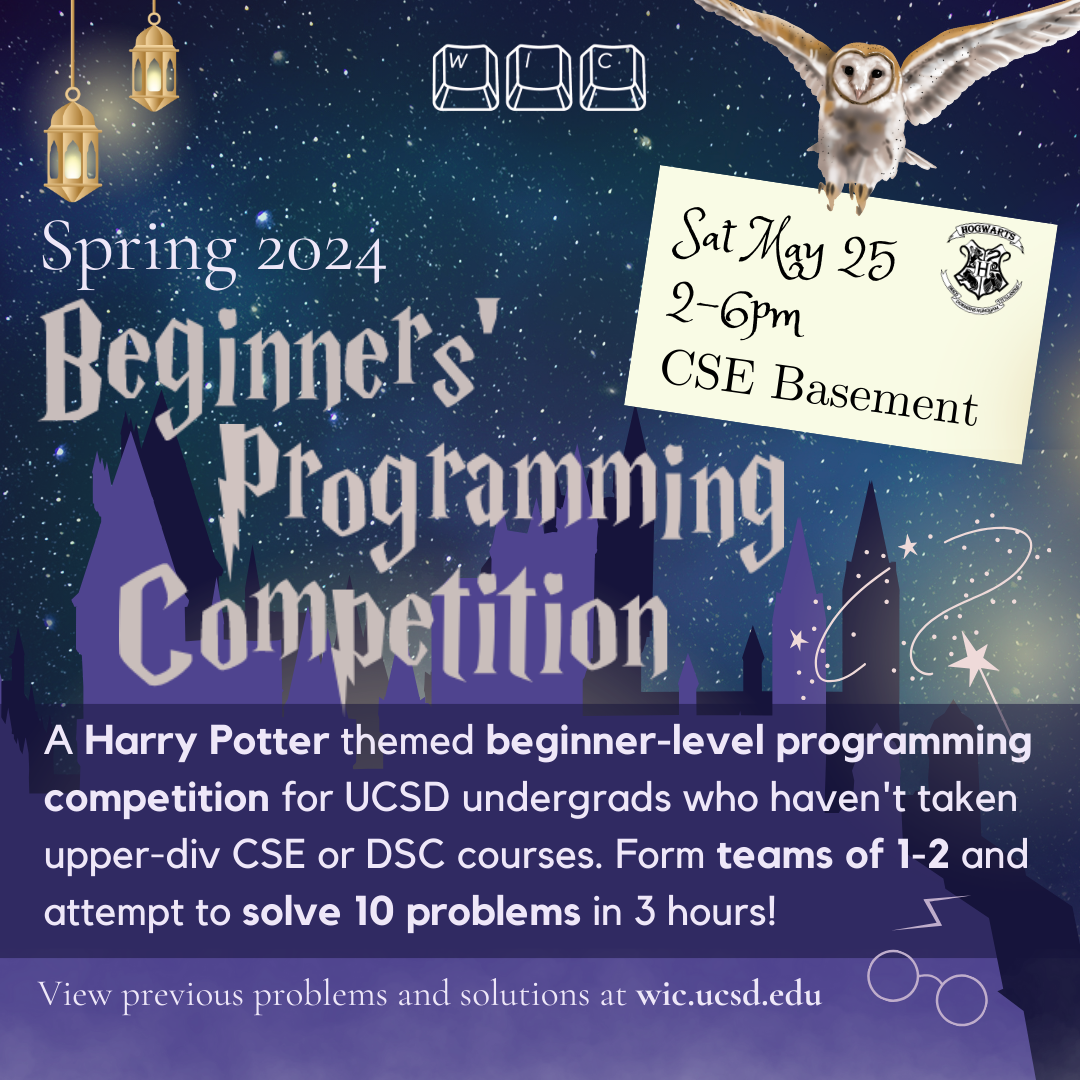 W I C
Spring 2024
Beginners'
Programming
Competition
Sat May 25
2-6pm
CSE Basement
HOGWARTS
H
A Harry Potter themed beginner-level programming
competition for UCSD undergrads who haven't taken
upper-div CSE or DSC courses. Form teams of 1-2 and
attempt to solve 10 problems in 3 hours!
View previous problems and solutions at wic.ucsd.edu